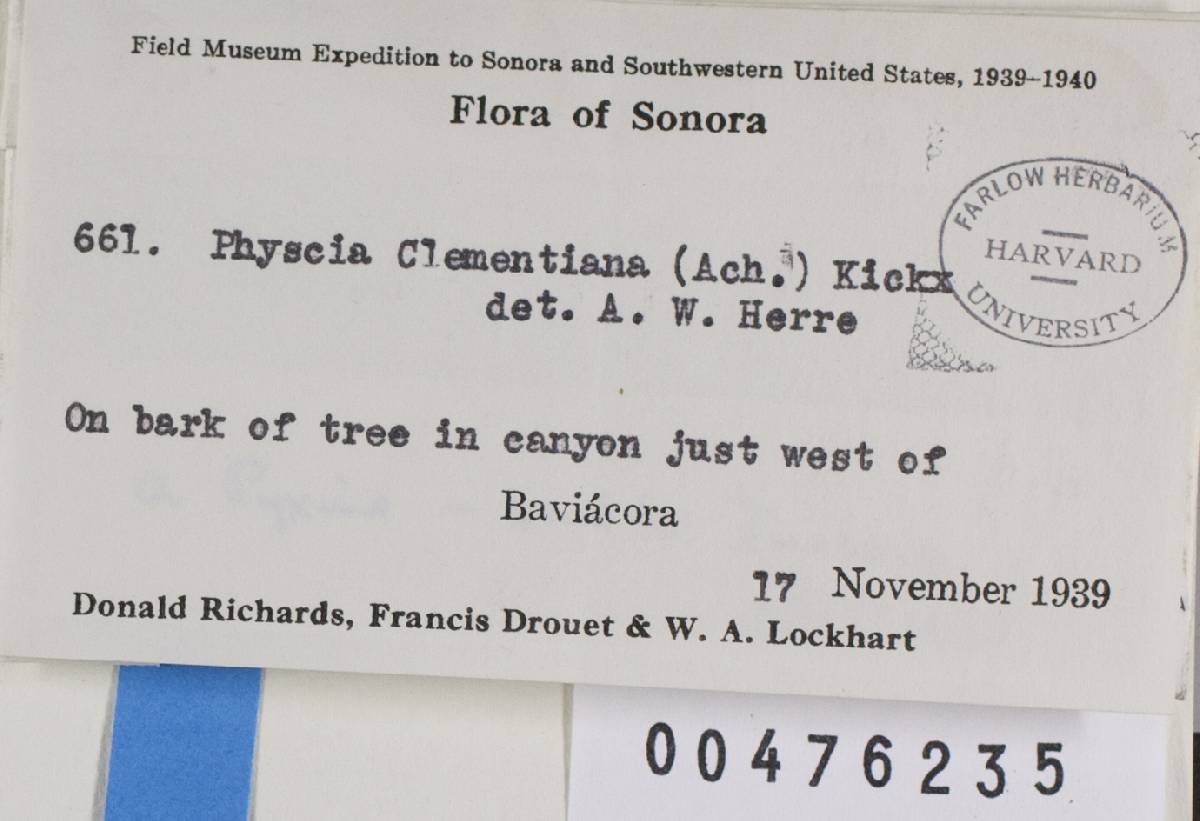 Field Museum Expedition to Sonora and Southwestern United States, 1939–1940
Flora of Sonora
FARLOW HERBARIUM
HARVARD
UNIVERSITY
661. Physcia Clementiana (Ach.) Kickx
det. A. W. Herre
On bark of tree in canyon just west of
Baviácora
17 November 1939
Donald Richards, Francis Drouet & W. A. Lockhart
00476235